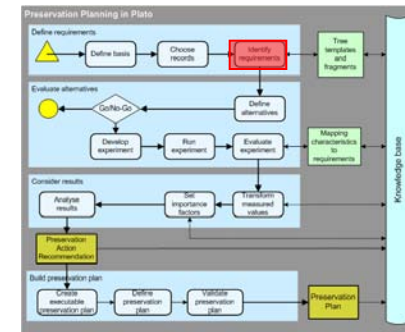 Preservation Planning in Plato
Define requirements
Define basis
Choose
records
Identify
requirements
Tree
templates
and
fragments
Evaluate alternatives
Go/No-Go
Define
alternatives
Develop
experiment
Run
experiment
Evaluate
experiment
Mapping
characteristics
to
requirements
Knowledge base
Consider results
Analyse
results
Set
importance
factors
Transform
measured
values
Preservation
Action
Recommendation
Build preservation plan
Create
executable
preservation plan
Define
preservation
plan
Validate
preservation
plan
Preservation
Plan